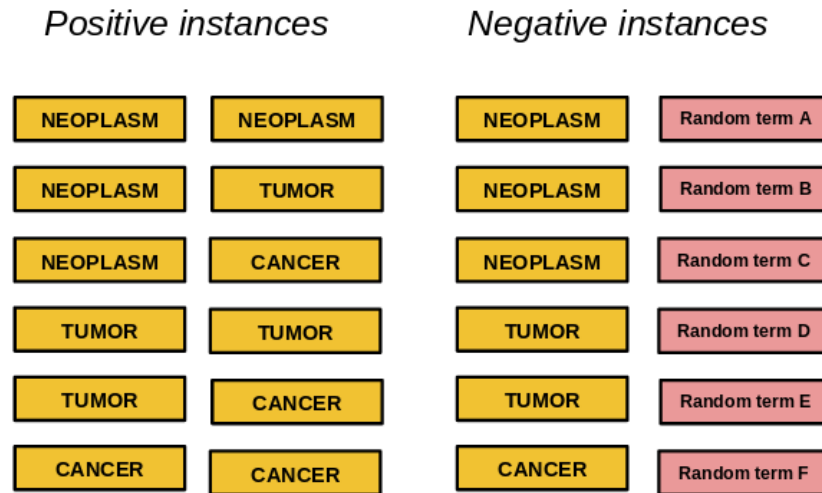 Positive instances Negative instances
NEOPLASM NEOPLASM NEOPLASM Random term A
NEOPLASM TUMOR NEOPLASM Random term B
NEOPLASM CANCER NEOPLASM Random term C
TUMOR TUMOR TUMOR Random term D
TUMOR CANCER TUMOR Random term E
CANCER CANCER CANCER Random term F